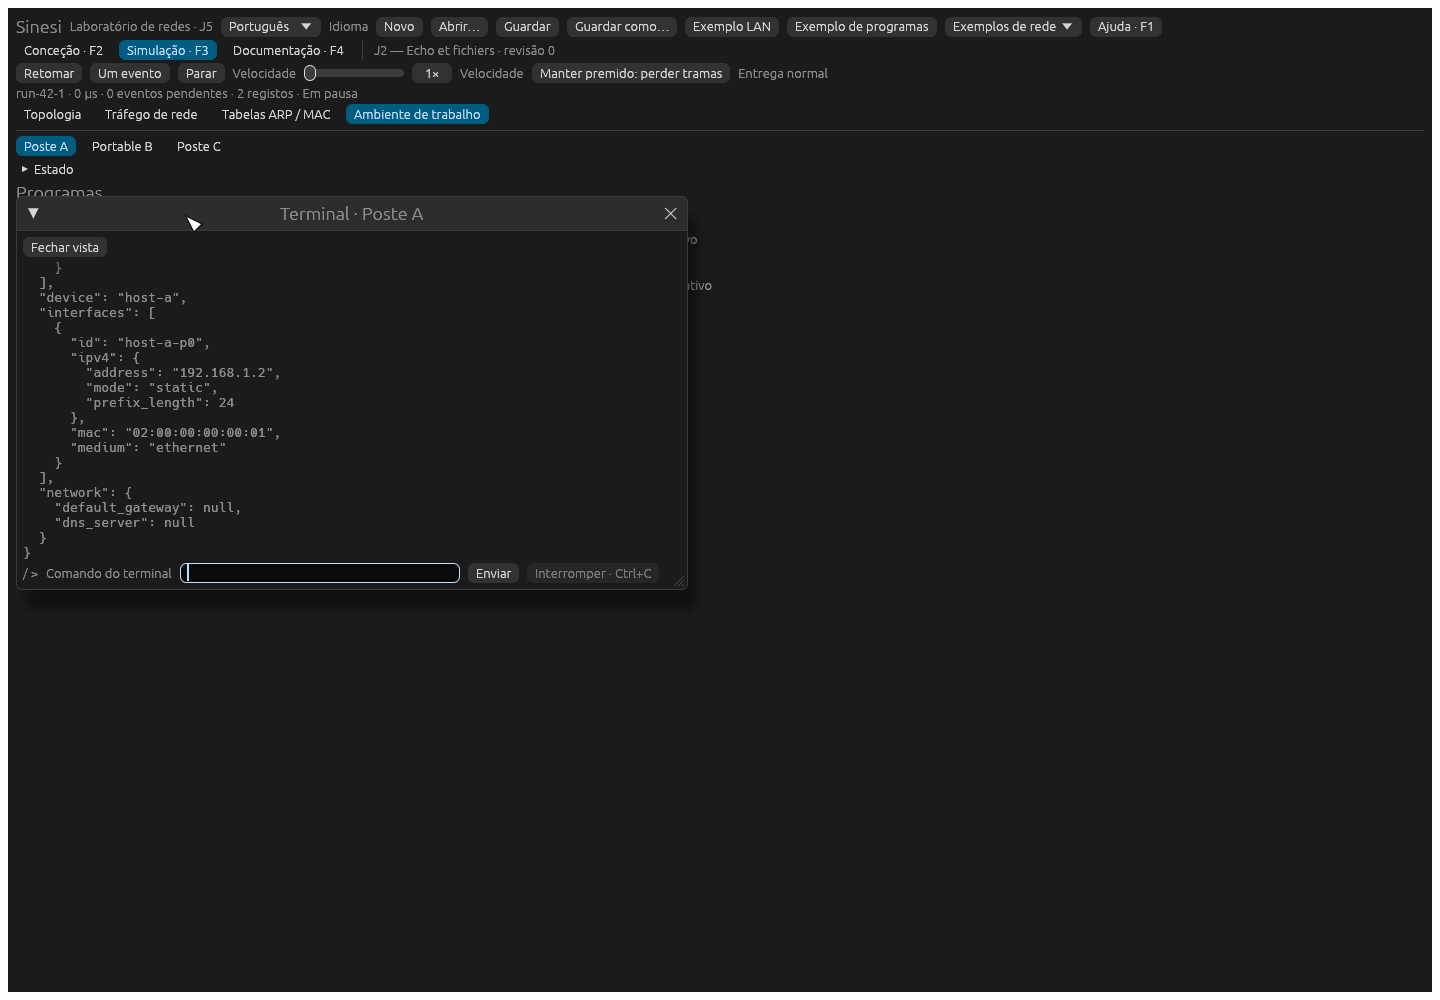 Sinesi Laboratório de redes · J5 Português Idioma Novo Abrir… Guardar Guardar como… Exemplo LAN Exemplo de programas Exemplos de rede Ajuda · F1
Conceção · F2 Simulação · F3 Documentação · F4 J2 — Echo et fichiers · revisão 0
Retomar Um evento Parar Velocidade 1× Velocidade Manter premido: perder tramas Entrega normal
run-42-1 · 0 µs · 0 eventos pendentes · 2 registos · Em pausa
Topologia Tráfego de rede Tabelas ARP / MAC Ambiente de trabalho
Poste A Portable B Poste C
Estado
Programas
Terminal · Poste A
Fechar vista
}
],
"device": "host-a",
"interfaces": [
{
"id": "host-a-p0",
"ipv4": {
"address": "192.168.1.2",
"mode": "static",
"prefix_length": 24
},
"mac": "02:00:00:00:00:01",
"medium": "ethernet"
}
],
"network": {
"default_gateway": null,
"dns_server": null
}
}
/ > Comando do terminal Enviar Interromper · Ctrl+C